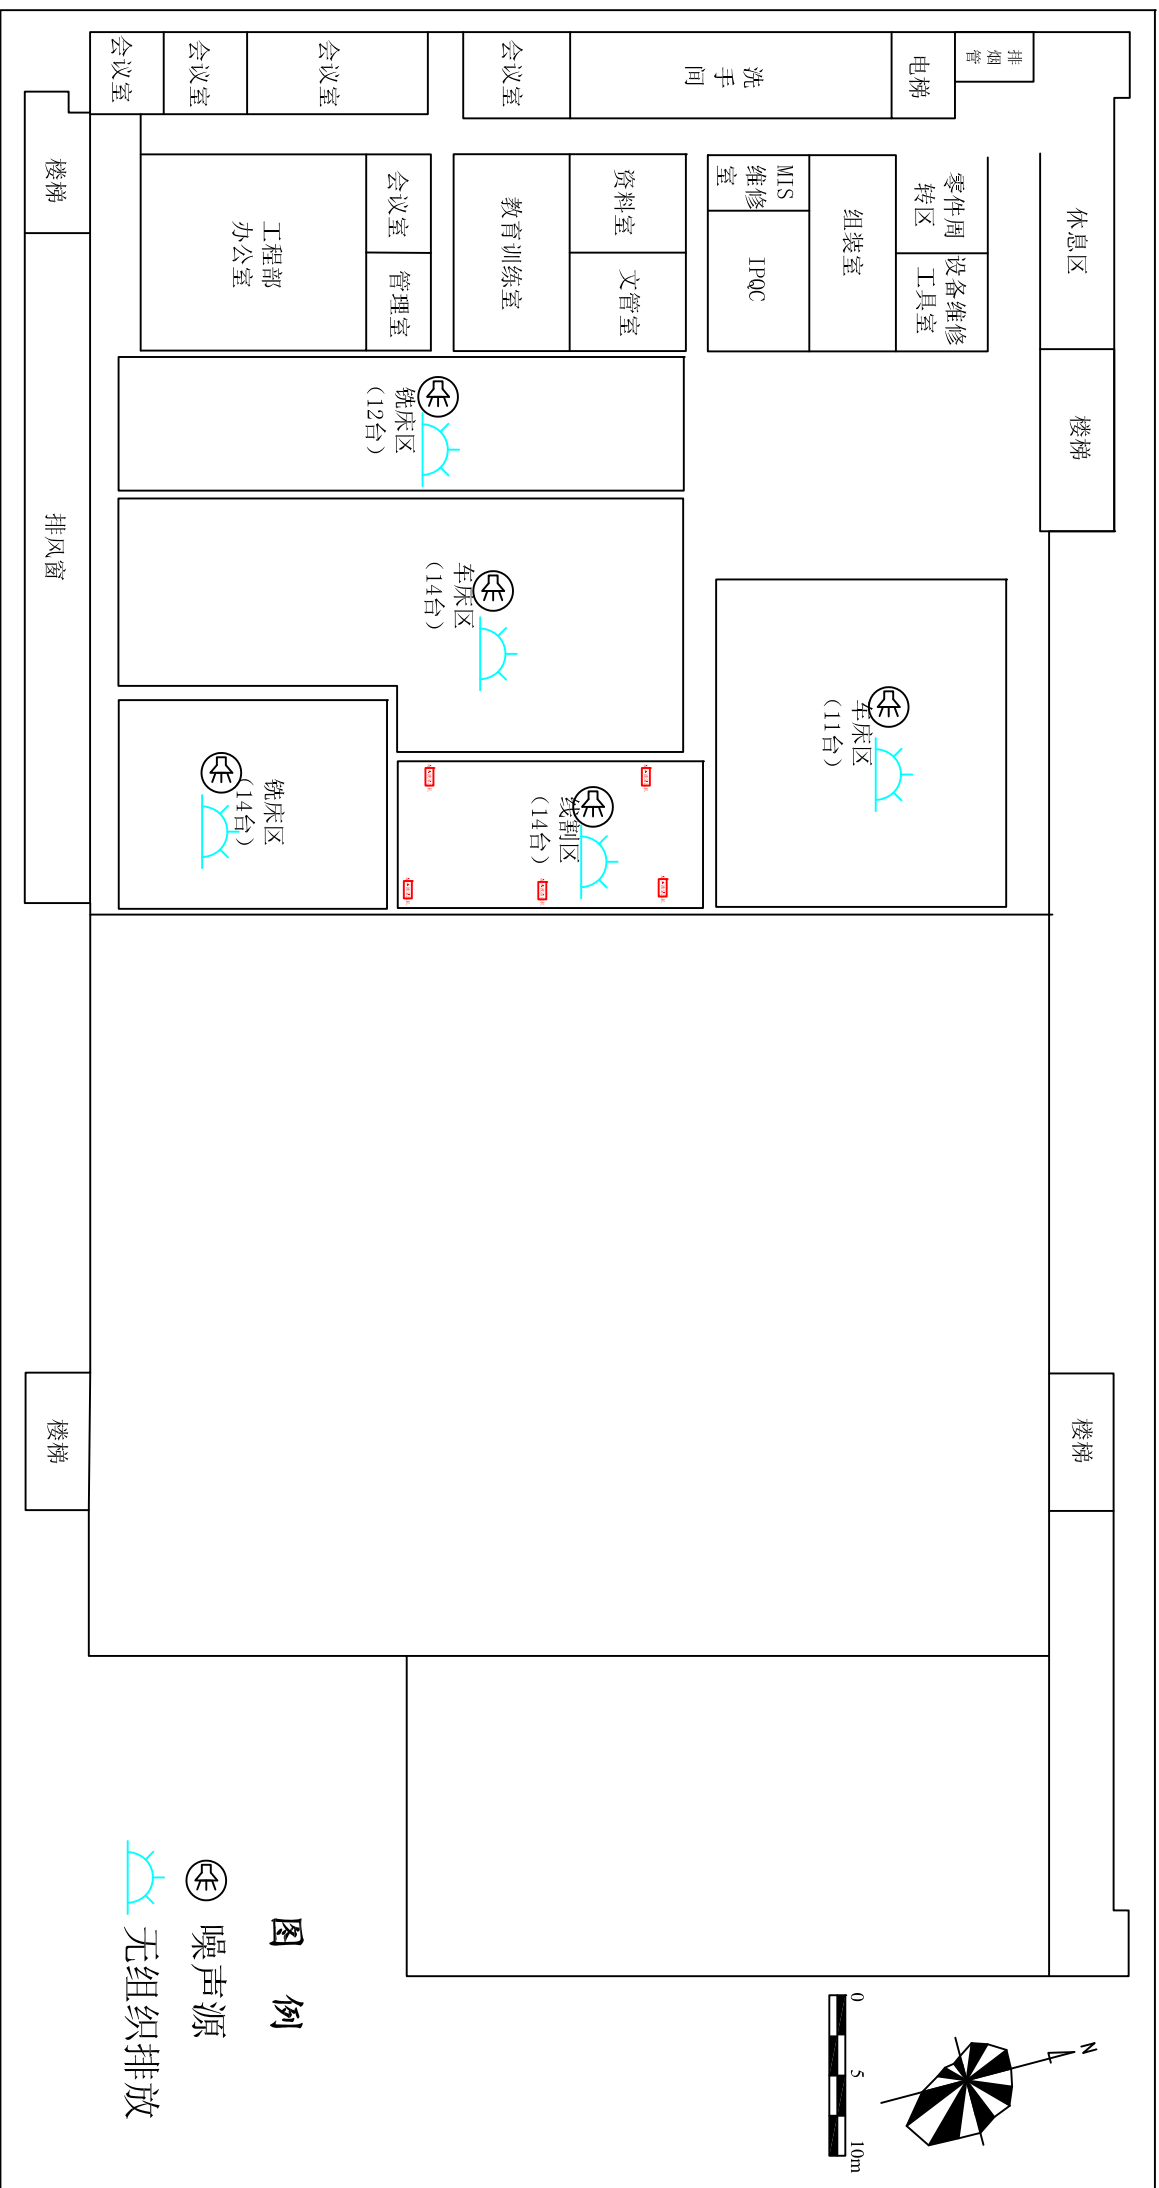 排
烟
管
休息区
楼梯
楼梯
电梯
零件周
转区
设备维修
工具室
组装室
车床区
(11台)
洗
手
间
MIS
维修
室
IPQC
资料室
文管室
会议室
教育训练室
线割区
(14台)
车床区
(14台)
会议室
管理室
铣床区
(12台)
会议室
工程部
办公室
铣床区
(14台)
会议室
会议室
楼梯
排风窗
楼梯
N
0 5 10m
图 例
噪声源
无组织排放